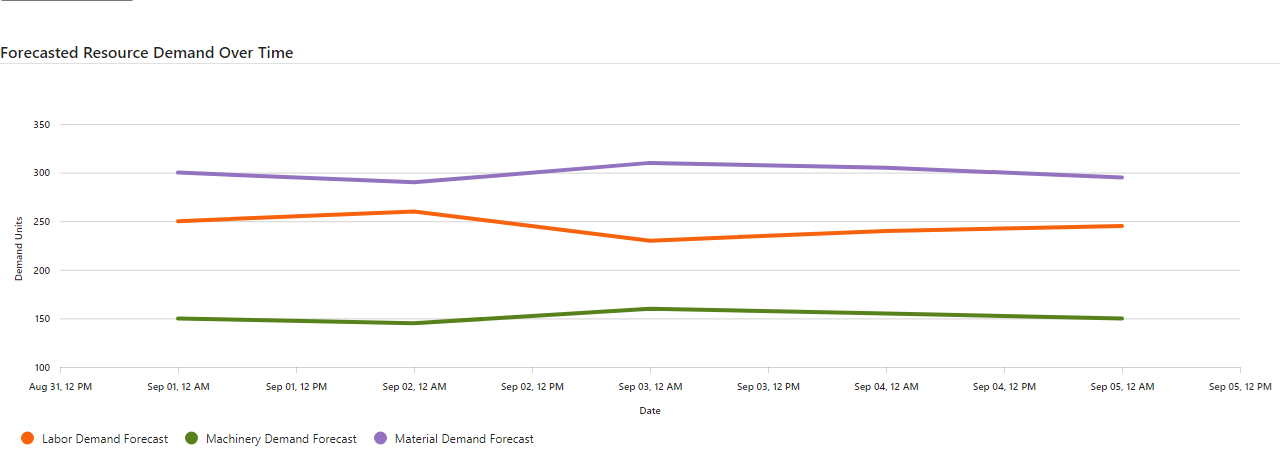 Forecasted Resource Demand Over Time
350
300
250
200
150
100
Demand Units
Aug 31, 12 PM
Sep 01, 12 AM
Sep 01, 12 PM
Sep 02, 12 AM
Sep 02, 12 PM
Sep 03, 12 AM
Sep 03, 12 PM
Sep 04, 12 AM
Sep 04, 12 PM
Sep 05, 12 AM
Sep 05, 12 PM
Date
Labor Demand Forecast
Machinery Demand Forecast
Material Demand Forecast